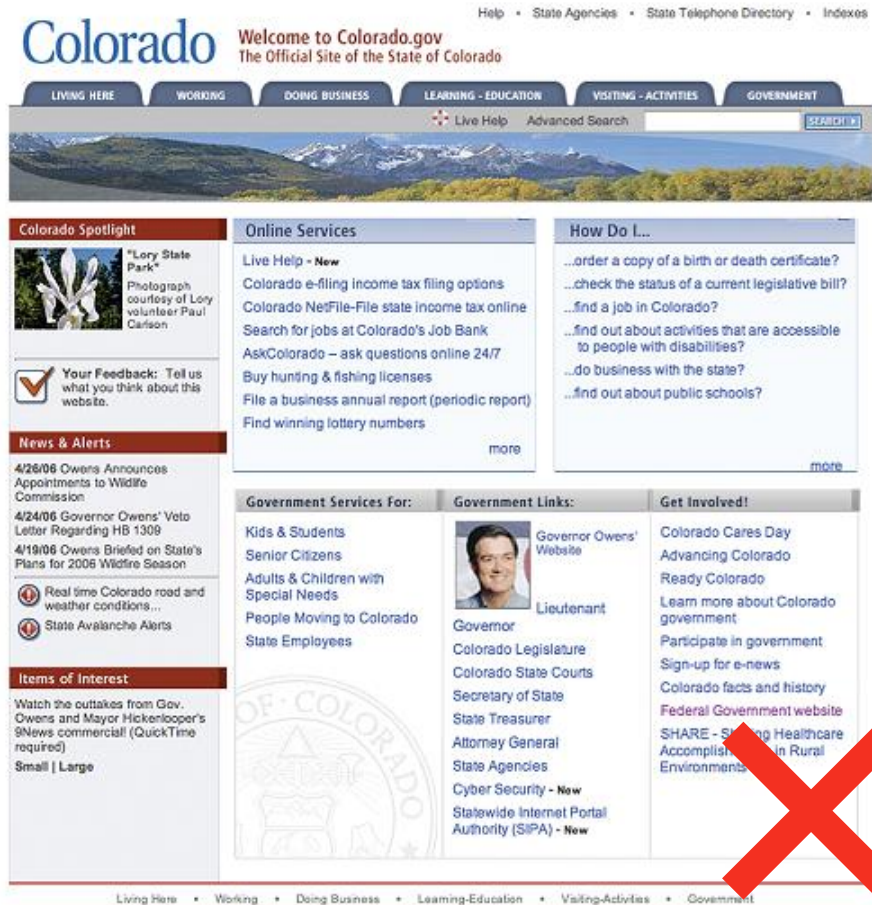 Help • State Agencies • State Telephone Directory • Indexes
Colorado
Welcome to Colorado.gov
The Official Site of the State of Colorado
LIVING HERE WORKING DOING BUSINESS LEARNING - EDUCATION VISITING - ACTIVITIES GOVERNMENT
Live Help Advanced Search SEARCH
Colorado Spotlight
"Lory State
Park"
Photograph
courtesy of Lory
volunteer Paul
Carlson
Your Feedback: Tell us
what you think about this
website.
News & Alerts
4/26/06 Owens Announces
Appointments to Wildlife
Commission
4/24/06 Governor Owens' Veto
Letter Regarding HB 1309
4/19/06 Owens Briefed on State's
Plans for 2006 Wildfire Season
Real time Colorado road and
weather conditions...
State Avalanche Alerts
Items of Interest
Watch the outtakes from Gov.
Owens and Mayor Hickenlooper's
9News commercial! (QuickTime
required)
Small | Large
Online Services
Live Help - New
Colorado e-filing income tax filing options
Colorado NetFile-File state income tax online
Search for jobs at Colorado's Job Bank
AskColorado – ask questions online 24/7
Buy hunting & fishing licenses
File a business annual report (periodic report)
Find winning lottery numbers
more
How Do I...
...order a copy of a birth or death certificate?
...check the status of a current legislative bill?
...find a job in Colorado?
...find out about activities that are accessible
to people with disabilities?
...do business with the state?
...find out about public schools?
more
Government Services For:
Kids & Students
Senior Citizens
Adults & Children with
Special Needs
People Moving to Colorado
State Employees
OF • COLORADO
Government Links:
Governor Owens'
Website
Lieutenant
Governor
Colorado Legislature
Colorado State Courts
Secretary of State
State Treasurer
Attorney General
State Agencies
Cyber Security - New
Statewide Internet Portal
Authority (SIPA) - New
Get Involved!
Colorado Cares Day
Advancing Colorado
Ready Colorado
Learn more about Colorado
government
Participate in government
Sign-up for e-news
Colorado facts and history
Federal Government website
SHARE - Healthcare
in Rural
Environments
Living Here • Working • Doing Business • Learning-Education • Visiting-Activities • Government